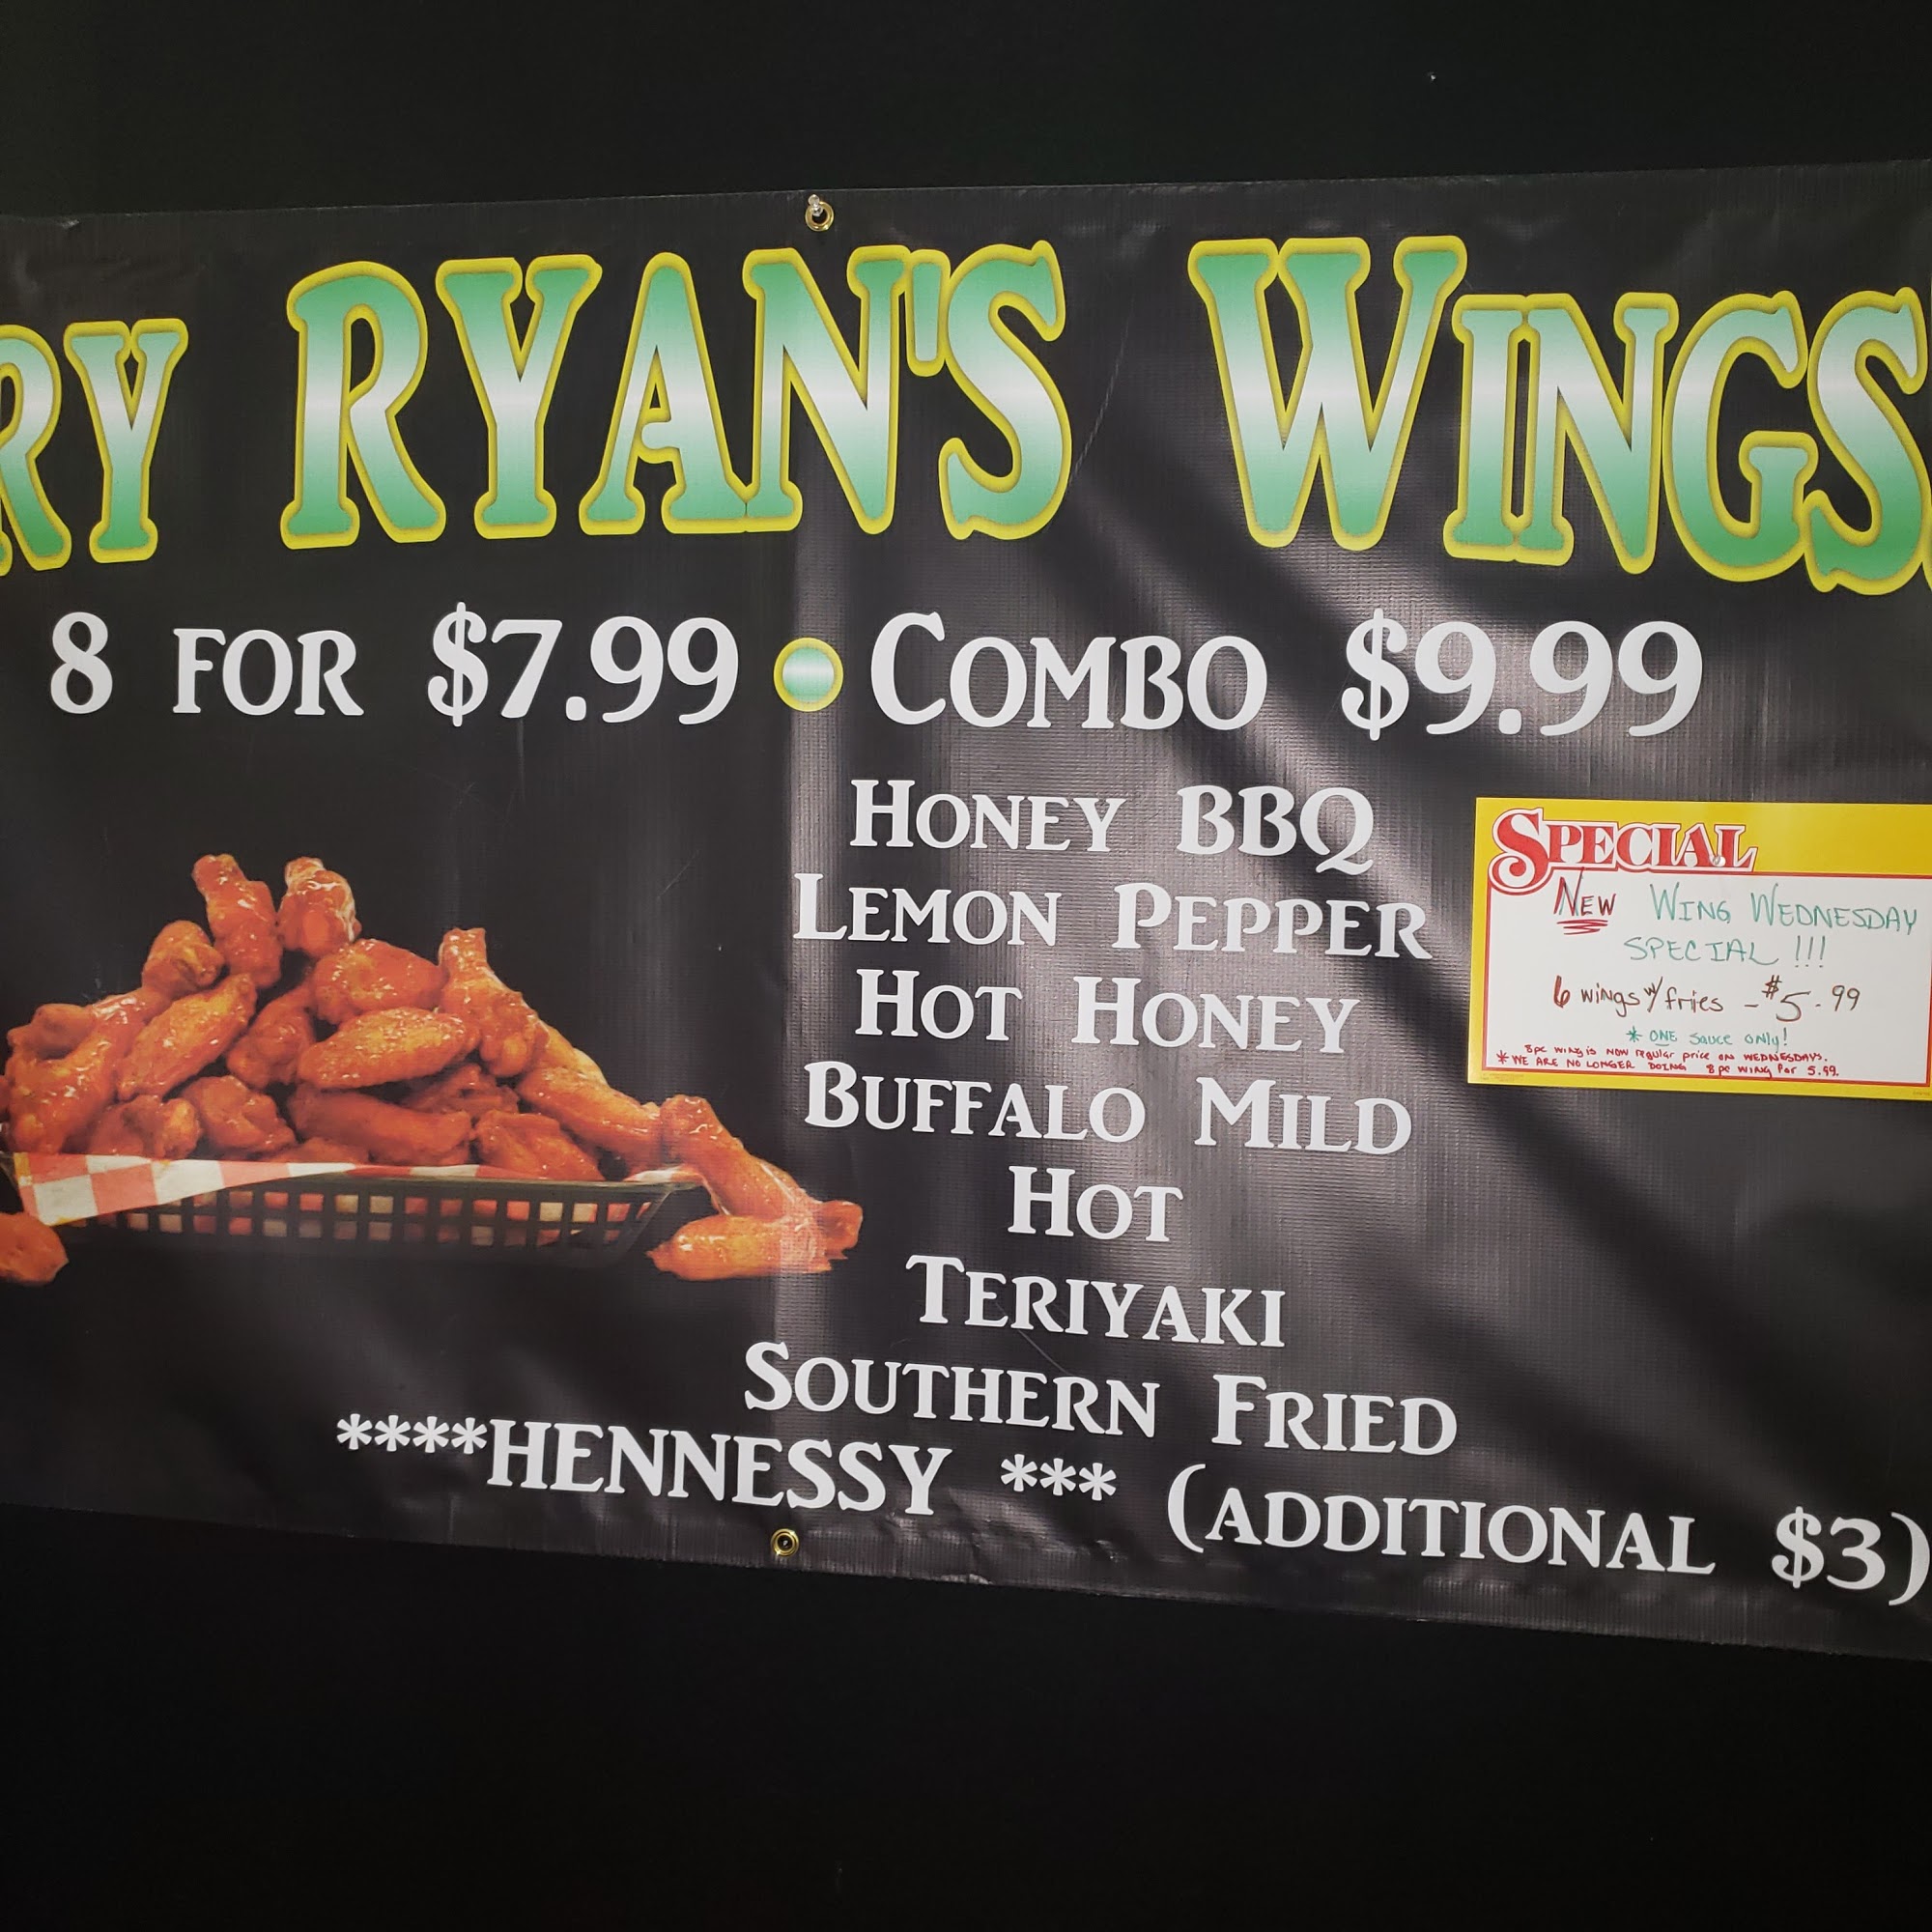 RY RYAN'S WINGS
8 FOR $7.99 • COMBO $9.99
HONEY BBQ
LEMON PEPPER
HOT HONEY
BUFFALO MILD
HOT
TERIYAKI
SOUTHERN FRIED
****HENNESSY *** (ADDITIONAL $3)
SPECIAL
NEW WING WEDNESDAY
SPECIAL !!!
6 wings w/ fries - $5.99
* ONE sauce only!
8pc wing is now regular price on WEDNESDAYS.
* WE ARE NO LONGER DOING 8pc wing for 5.99.